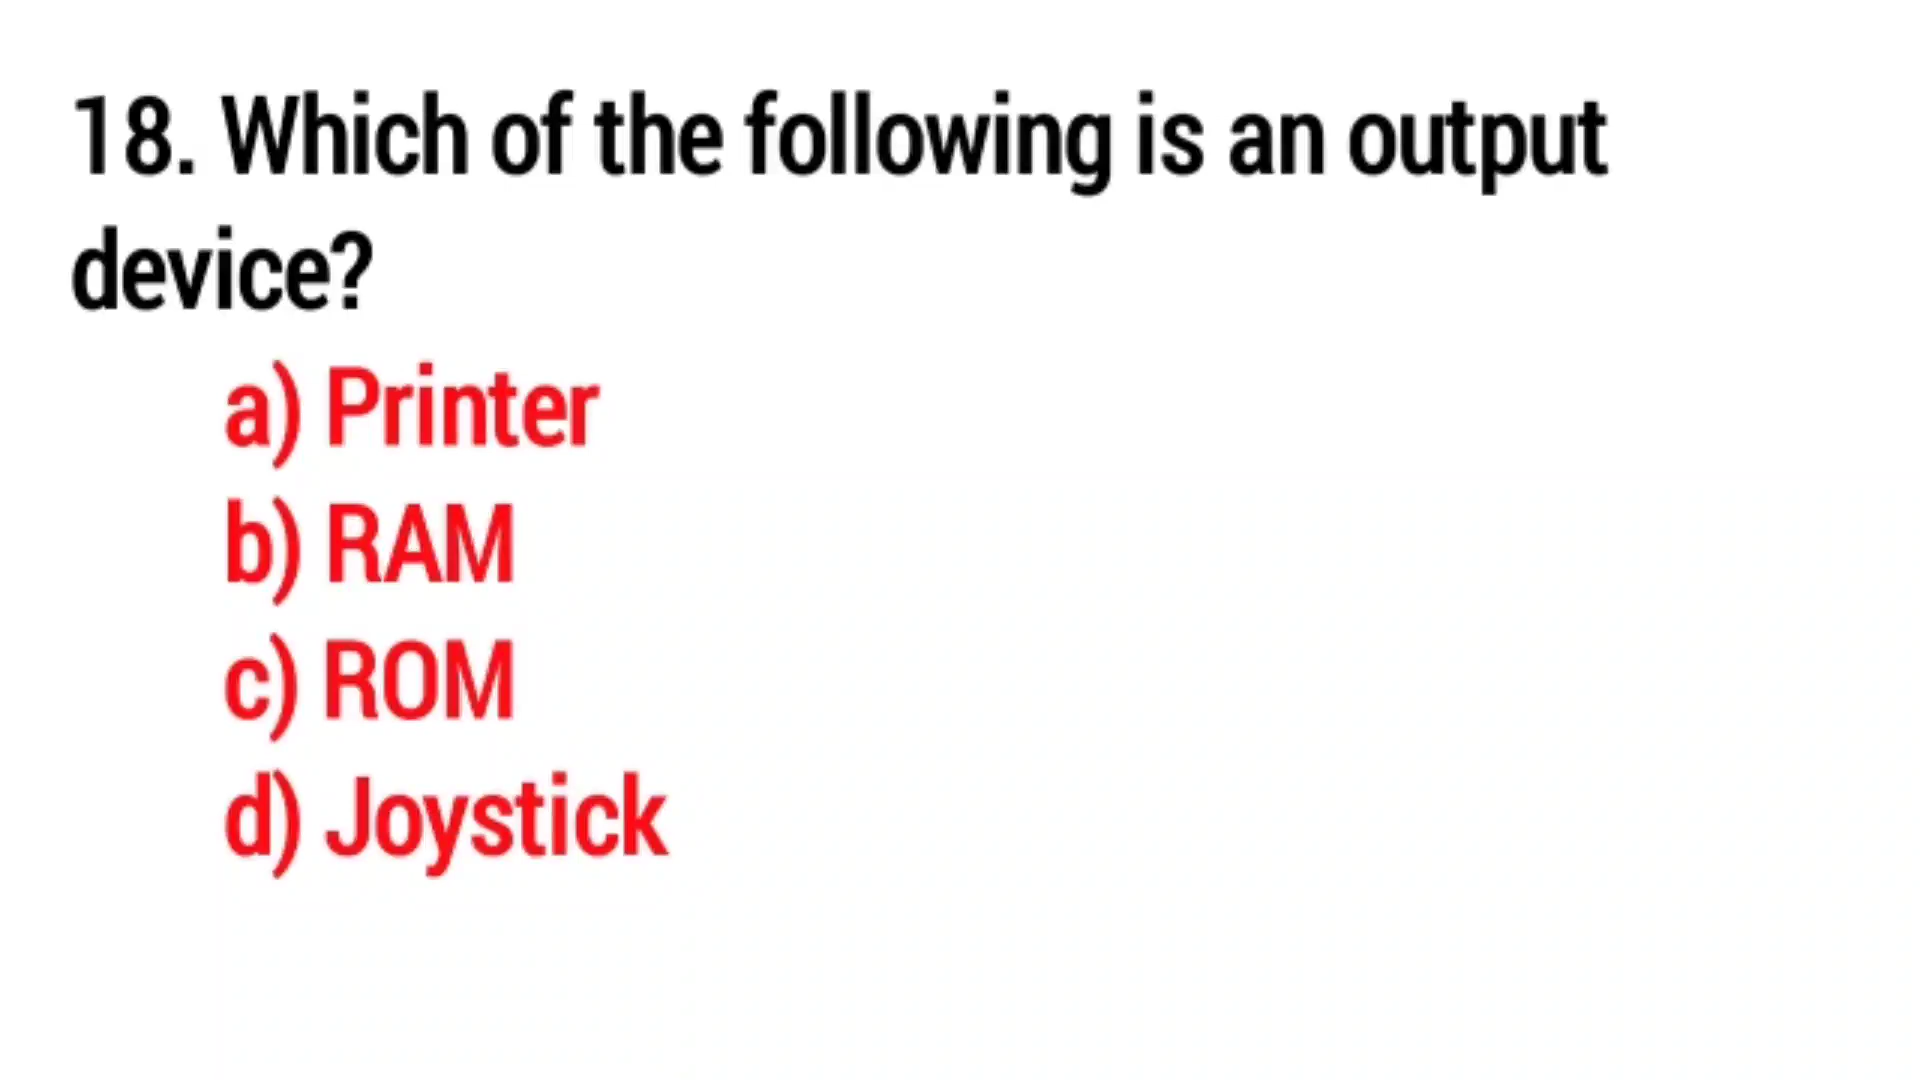 18. Which of the following is an output
device?
a) Printer
b) RAM
c) ROM
d) Joystick